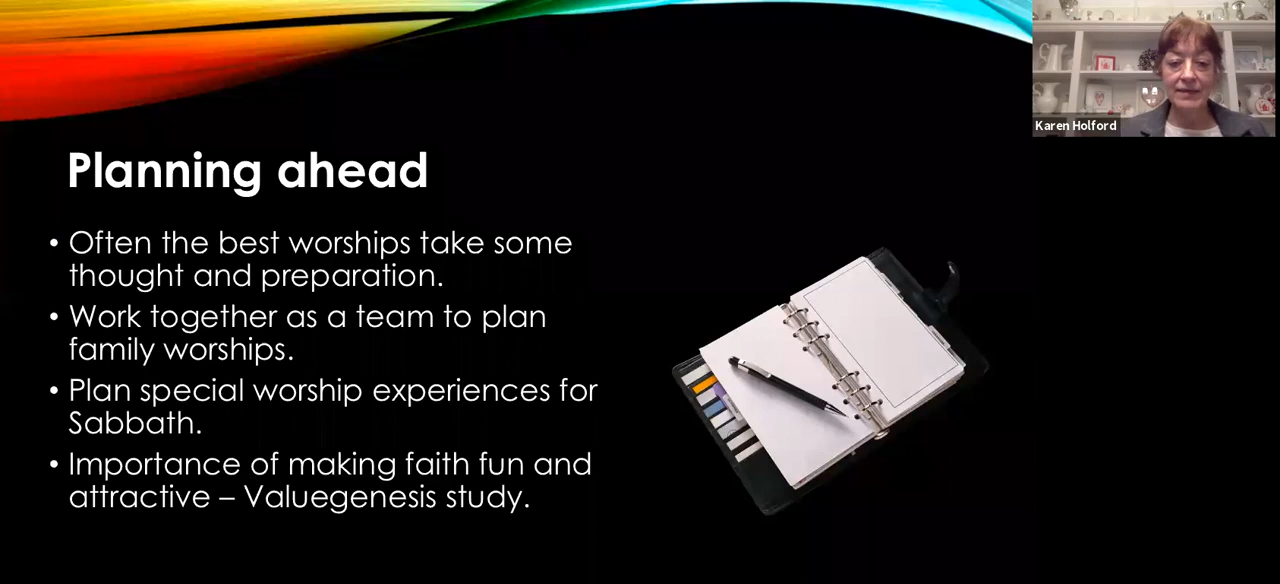 Karen Holford
Planning ahead
• Often the best worships take some
thought and preparation.
• Work together as a team to plan
family worships.
• Plan special worship experiences for
Sabbath.
• Importance of making faith fun and
attractive – Valuegenesis study.